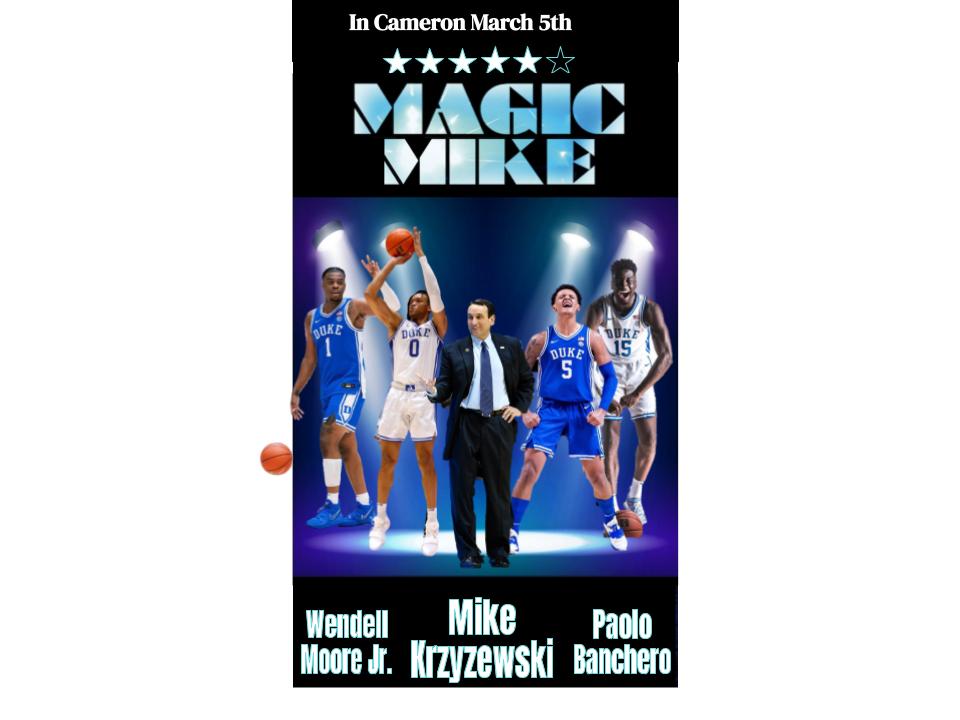 In Cameron March 5th
MAGIC
MIKE
DUKE
1
DUKE
0
DUKE
5
DUKE
15
Wendell
Moore Jr.
Mike
Krzyzewski
Paolo
Banchero